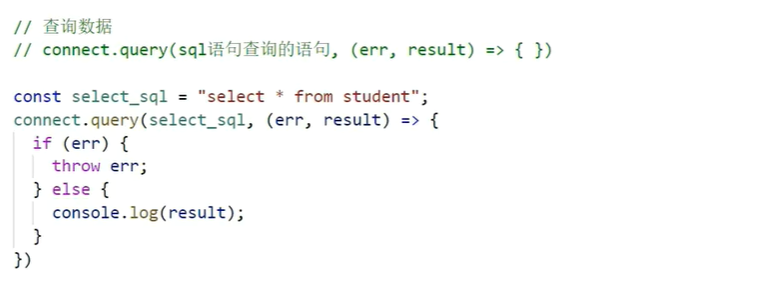 // 查询数据
// connect.query(sql语句查询的语句, (err, result) => { })
const select_sql = "select * from student";
connect.query(select_sql, (err, result) => {
if (err) {
throw err;
} else {
console.log(result);
}
})